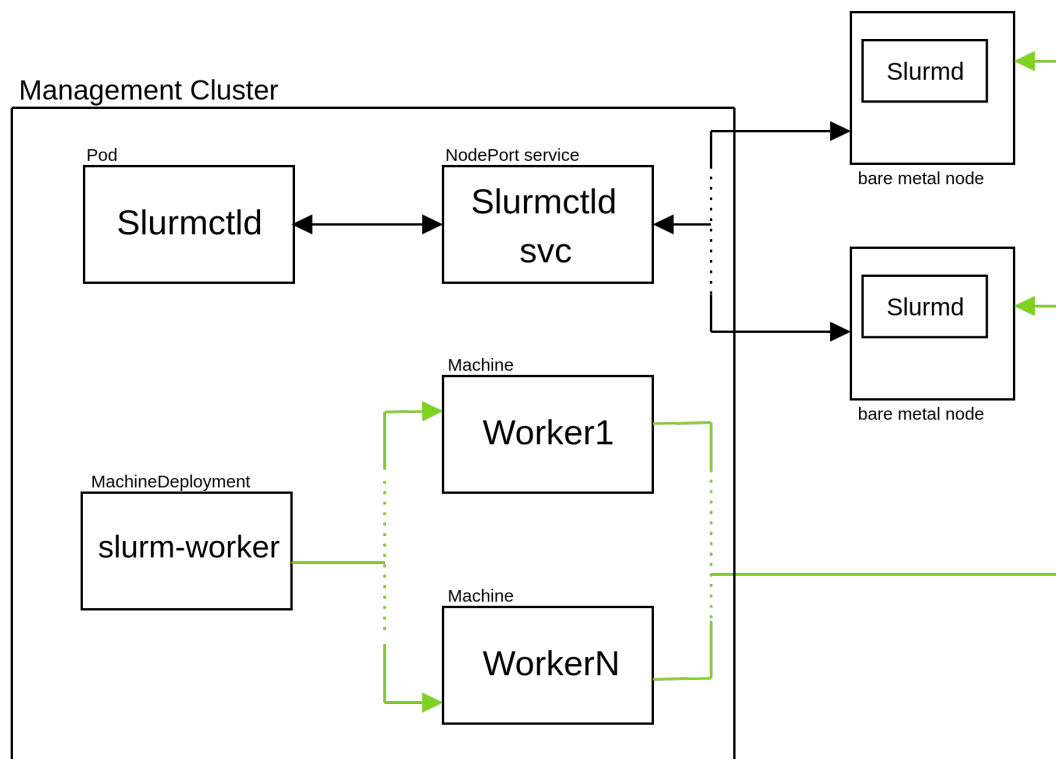 Management Cluster
Pod
Slurmctld
NodePort service
Slurmctld
svc
Slurmd
bare metal node
Slurmd
bare metal node
MachineDeployment
slurm-worker
Machine
Worker1
Machine
WorkerN